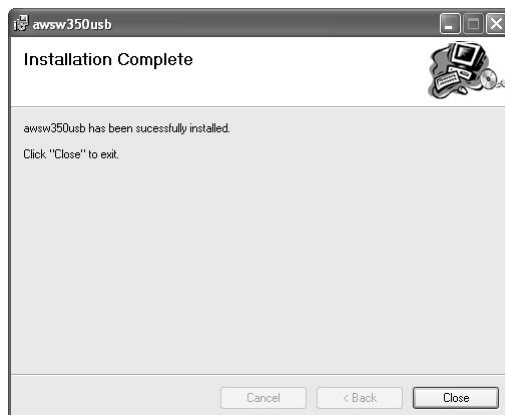 awsw350usb
Installation Complete
awsw350usb has been sucessfully installed.
Click "Close" to exit.
Cancel
< Back
Close